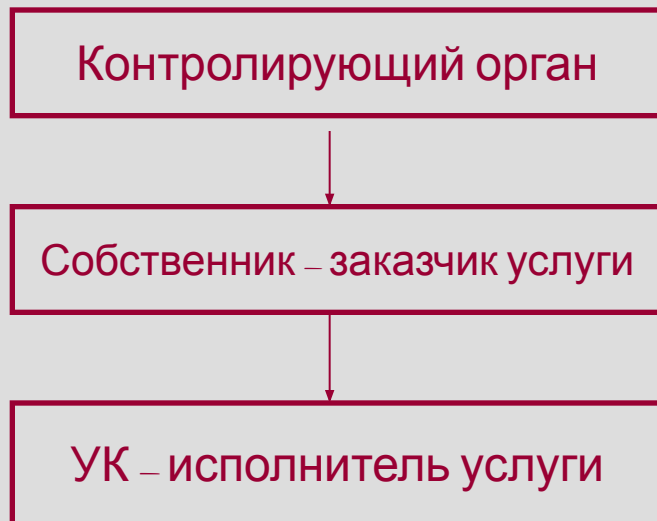 Контролирующий орган
Собственник – заказчик услуги
УК – исполнитель услуги